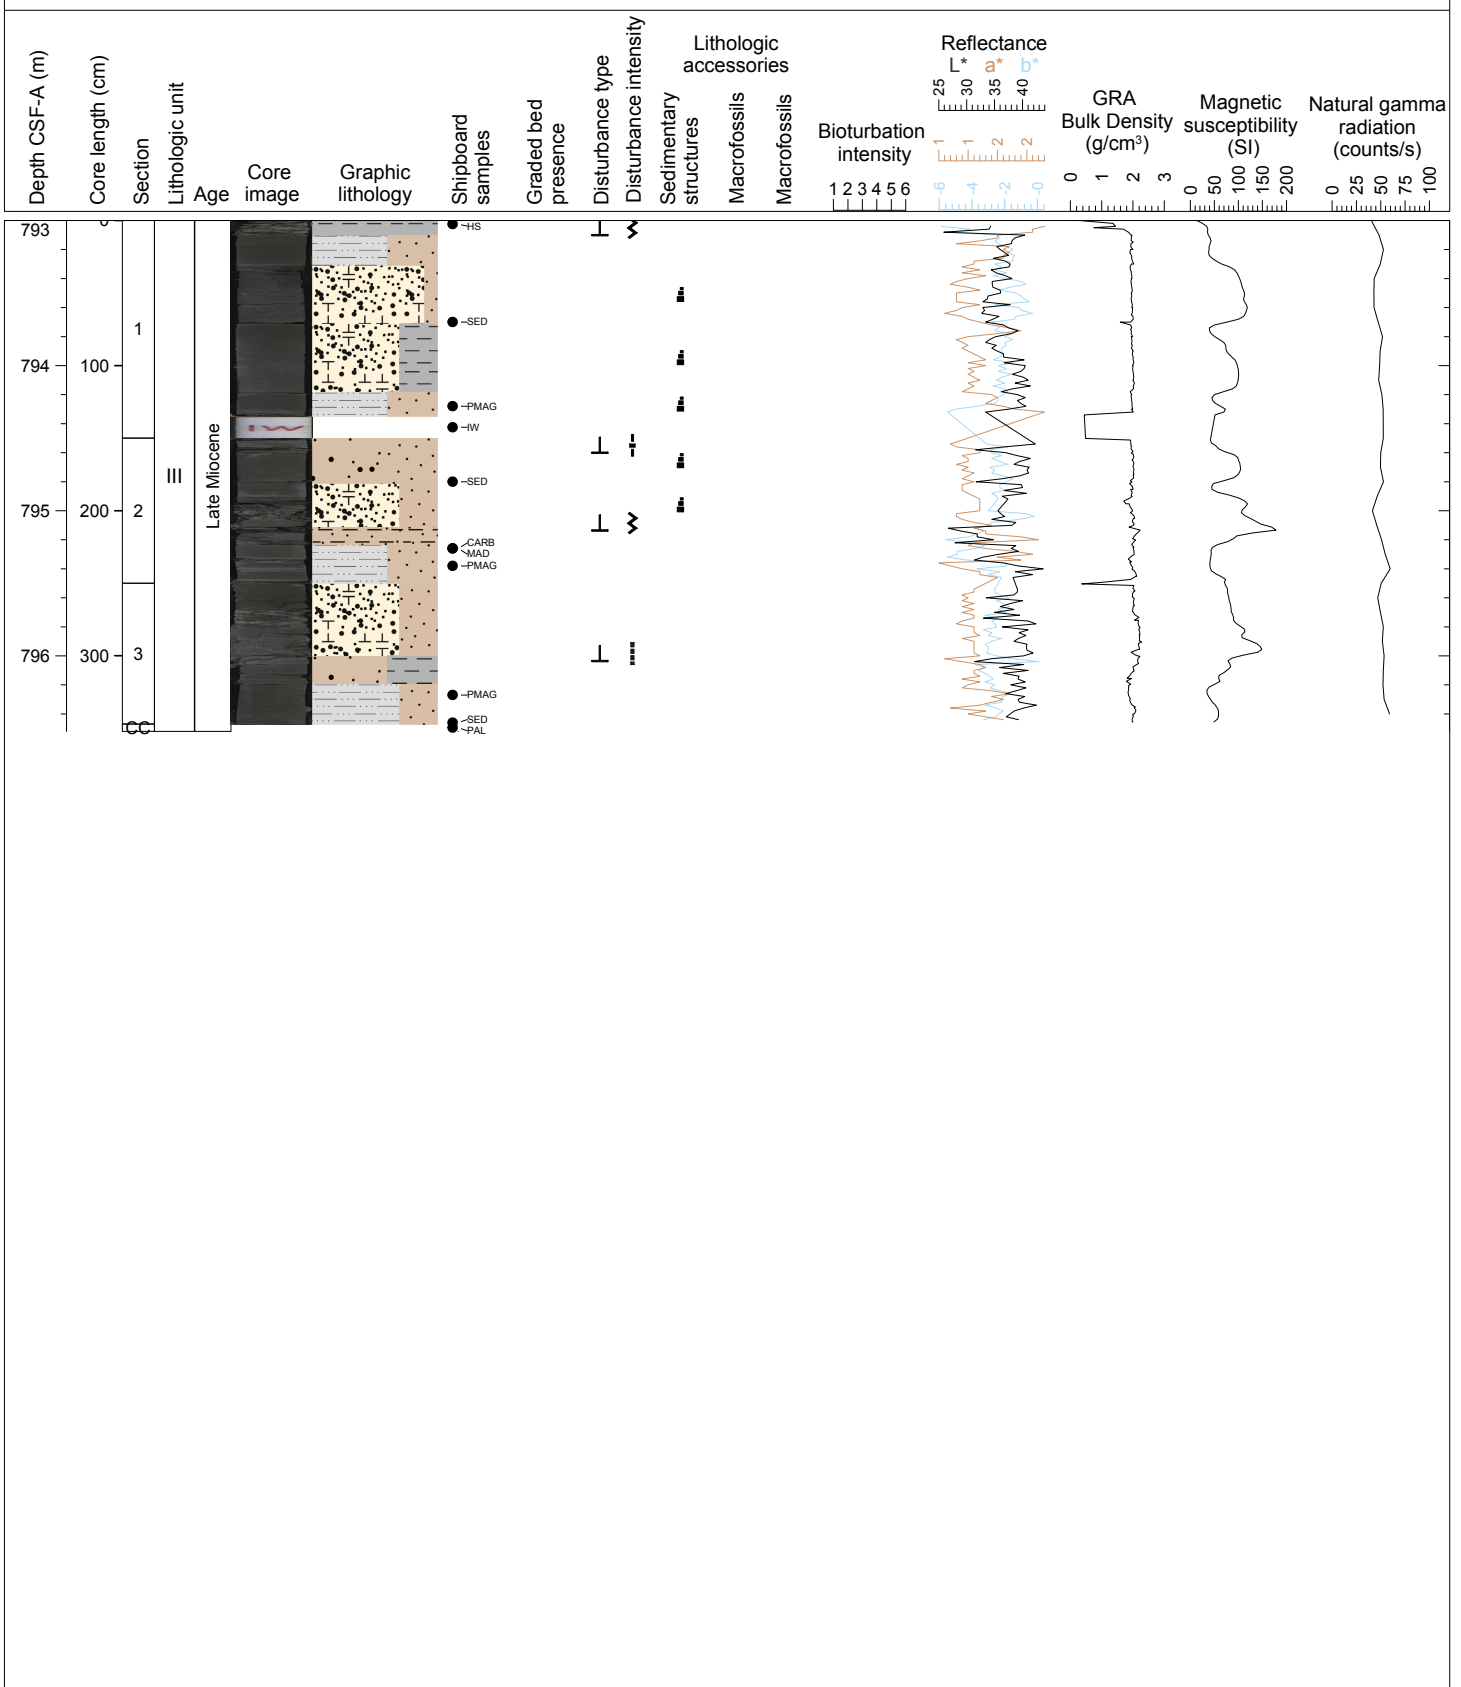 Depth CSF-A (m)
Core length (cm)
Section
Lithologic unit
Age
Core
image
Graphic
lithology
Shipboard
samples
Graded bed
presence
Disturbance type
Disturbance intensity
Lithologic
accessories
Sedimentary
structures
Macrofossils
Macrofossils
Bioturbation
intensity
1 2 3 4 5 6
Reflectance
L* a* b*
25 30 35 40
1 1 2 2
-6 -4 -2 -0
GRA
Bulk Density
(g/cm³)
0 1 2 3
Magnetic
susceptibility
(SI)
0 50 100 150 200
Natural gamma
radiation
(counts/s)
0 25 50 75 100
793
794
795
796
0
100
200
300
1
2
3
CC
III
Late Miocene
HS
SED
PMAG
IW
SED
CARB
MAD
PMAG
PMAG
SED
PAL